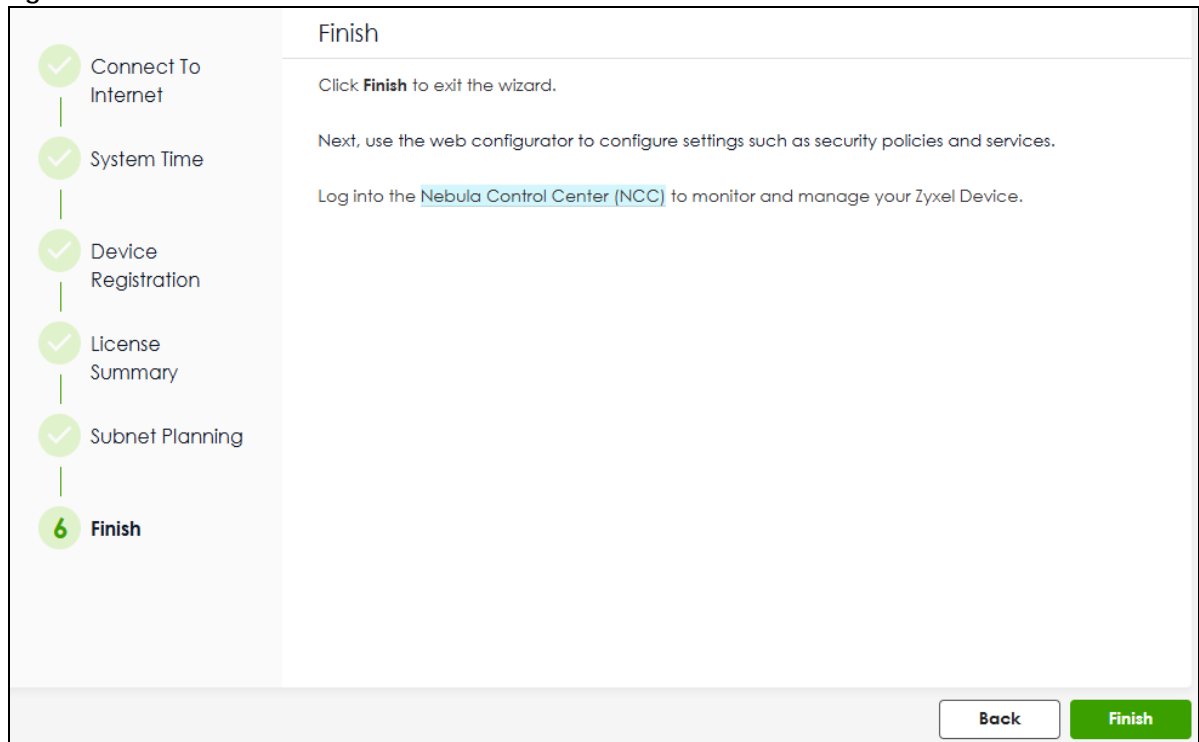 Connect To
Internet
System Time
Device
Registration
License
Summary
Subnet Planning
6 Finish
Finish
Click Finish to exit the wizard.
Next, use the web configurator to configure settings such as security policies and services.
Log into the Nebula Control Center (NCC) to monitor and manage your Zyxel Device.
Back
Finish